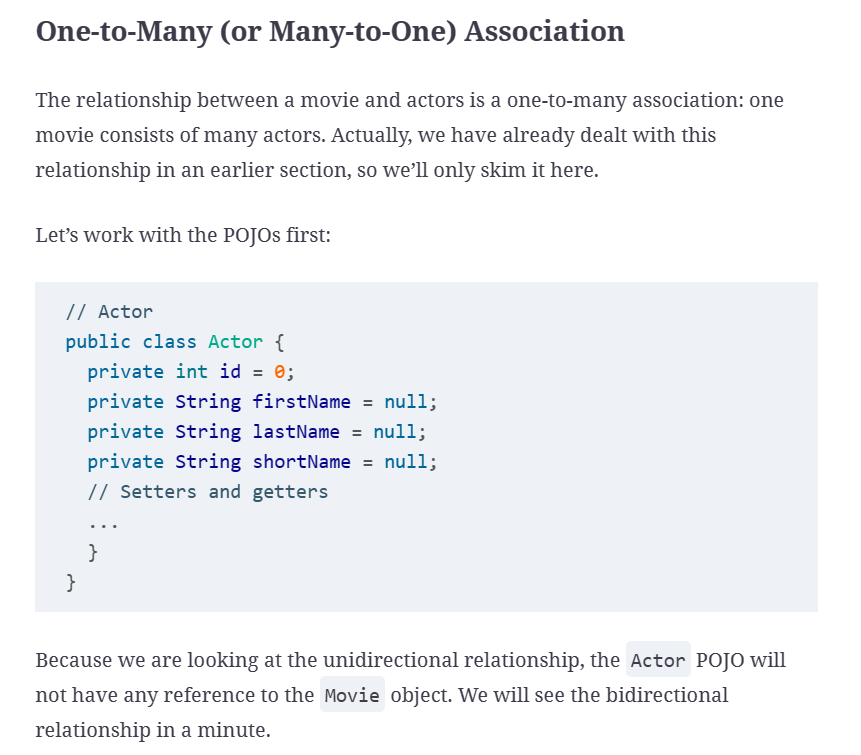 One-to-Many (or Many-to-One) Association
The relationship between a movie and actors is a one-to-many association: one
movie consists of many actors. Actually, we have already dealt with this
relationship in an earlier section, so we’ll only skim it here.
Let’s work with the POJOs first:
// Actor
public class Actor {
  private int id = 0;
  private String firstName = null;
  private String lastName = null;
  private String shortName = null;
  // Setters and getters
  ...
  }
}
Because we are looking at the unidirectional relationship, the Actor POJO will
not have any reference to the Movie object. We will see the bidirectional
relationship in a minute.